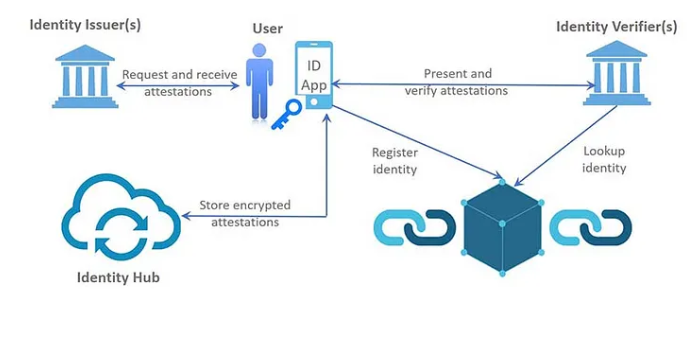 Identity Issuer(s)
User
Identity Verifier(s)
ID
App
Request and receive
attestations
Present and
verify attestations
Register
identity
Lookup
identity
Store encrypted
attestations
Identity Hub